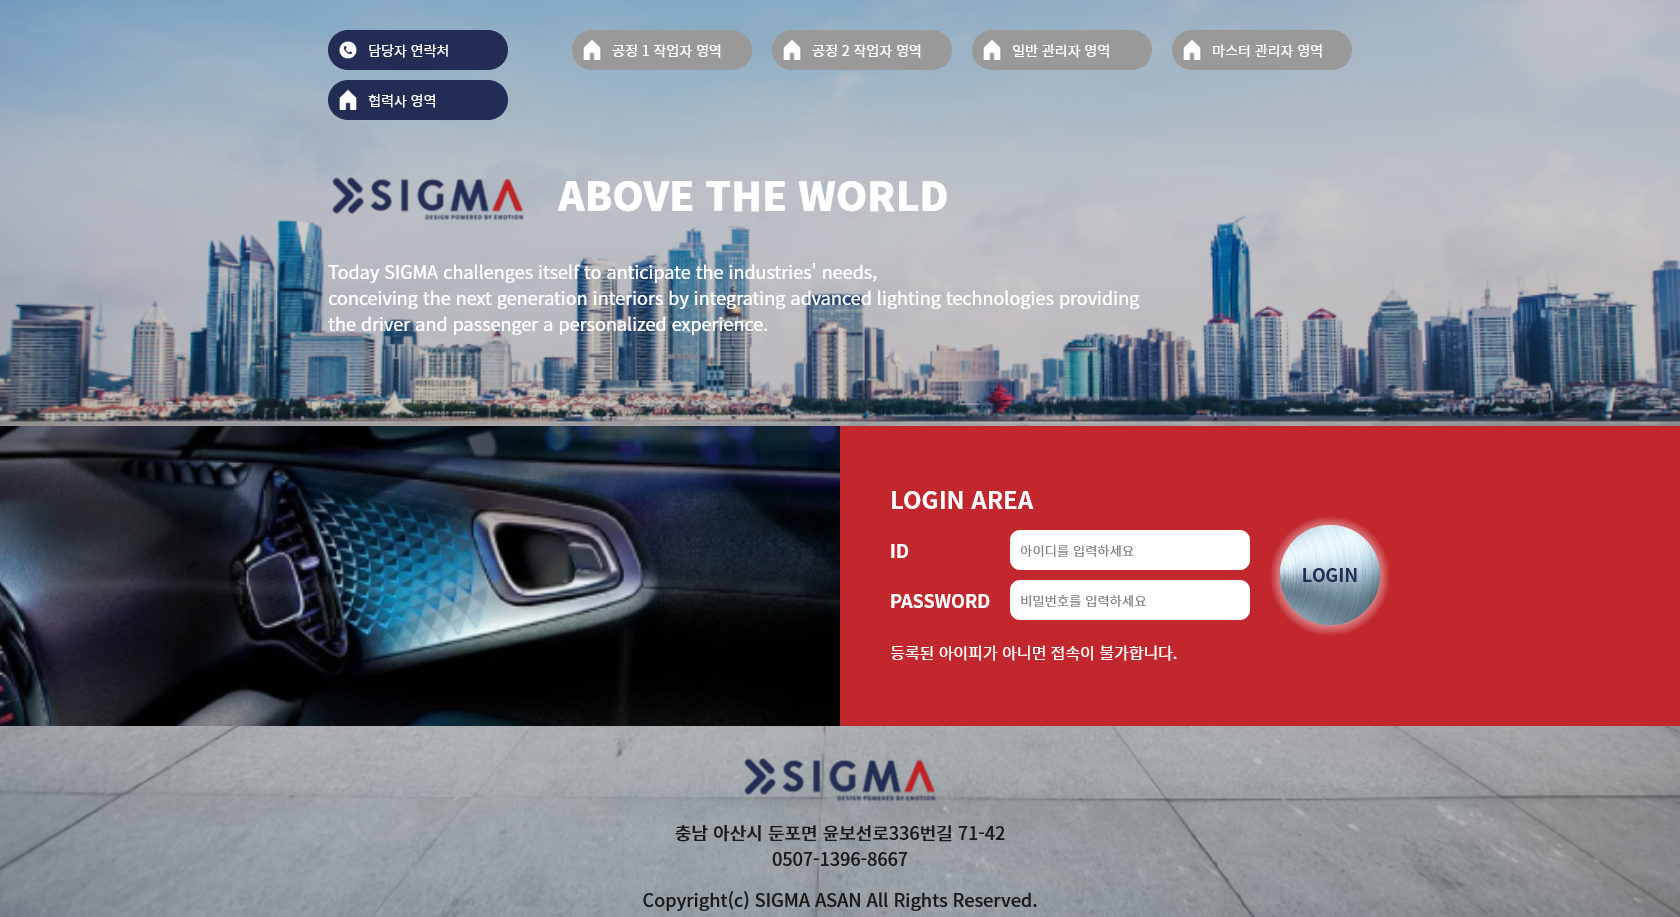 담당자 연락처
공정 1 작업자 영역
공정 2 작업자 영역
일반 관리자 영역
마스터 관리자 영역
협력사 영역
SIGMA
DESIGN POWERED BY EMOTION
ABOVE THE WORLD
Today SIGMA challenges itself to anticipate the industries' needs,
conceiving the next generation interiors by integrating advanced lighting technologies providing
the driver and passenger a personalized experience.
LOGIN AREA
ID
아이디를 입력하세요
PASSWORD
비밀번호를 입력하세요
LOGIN
등록된 아이피가 아니면 접속이 불가합니다.
SIGMA
DESIGN POWERED BY EMOTION
충남 아산시 둔포면 윤보선로336번길 71-42
0507-1396-8667
Copyright(c) SIGMA ASAN All Rights Reserved.